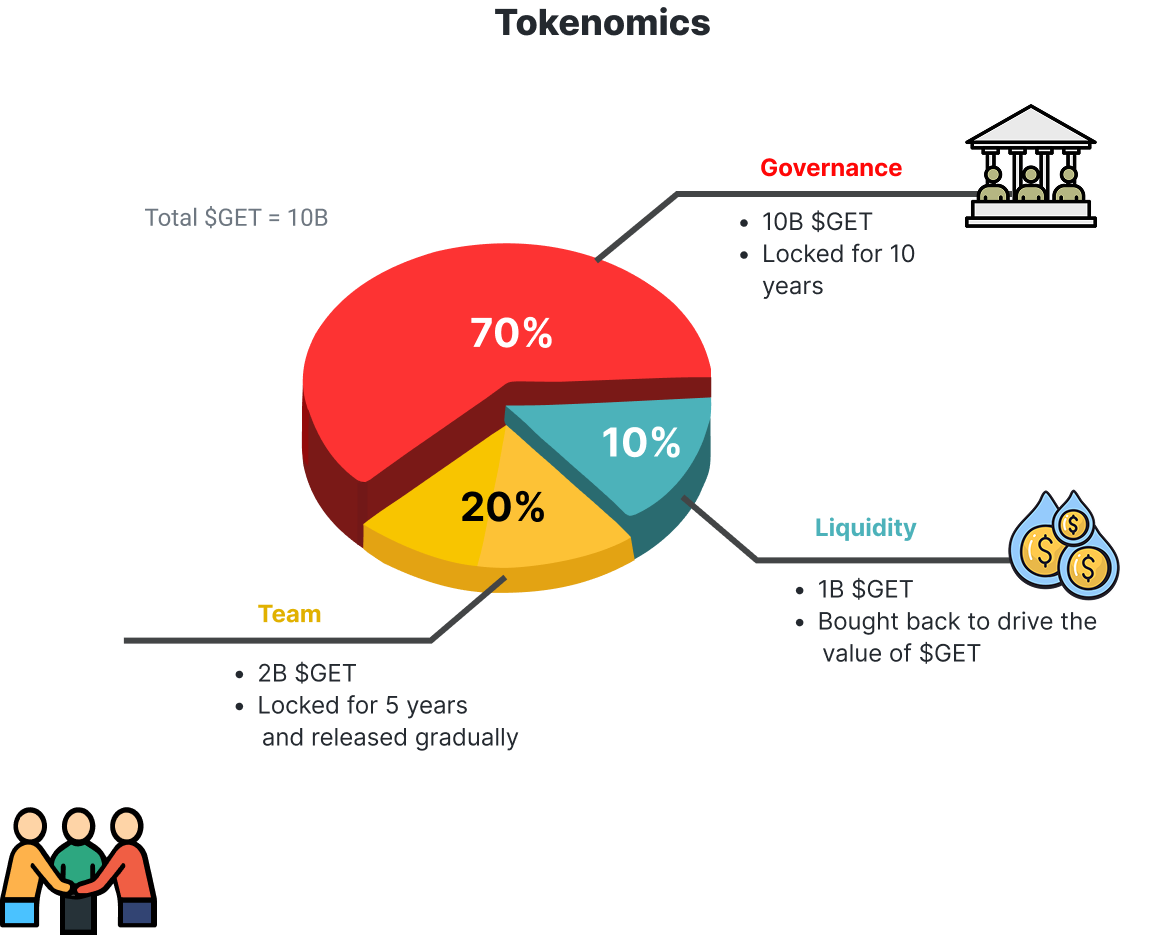 Tokenomics
Total $GET = 10B
Governance
• 10B $GET
• Locked for 10
years
70%
10%
20%
Liquidity
• 1B $GET
• Bought back to drive the
value of $GET
Team
• 2B $GET
• Locked for 5 years
and released gradually
$
$
$